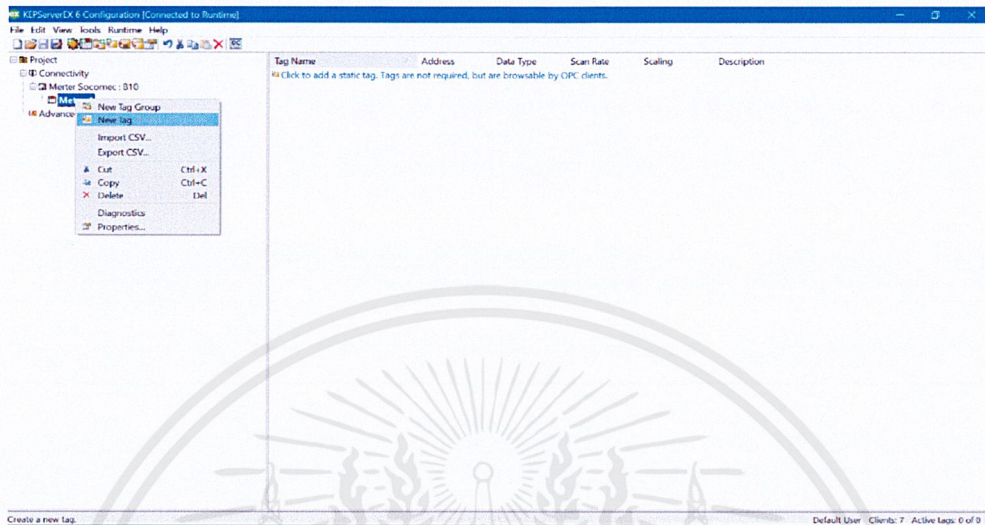 KEPServerEX 6 Configuration [Connected to Runtime]
File Edit View Tools Runtime Help
Project
Connectivity
Merter Socomec : B10
Advance
New Tag Group
New Tag
Import CSV...
Export CSV...
Cut Ctrl+X
Copy Ctrl+C
Delete Del
Diagnostics
Properties...
Tag Name Address Data Type Scan Rate Scaling Description
Click to add a static tag. Tags are not required, but are browsable by OPC clients.
Create a new tag.
Default User Clients: 7 Active tags: 0 of 0